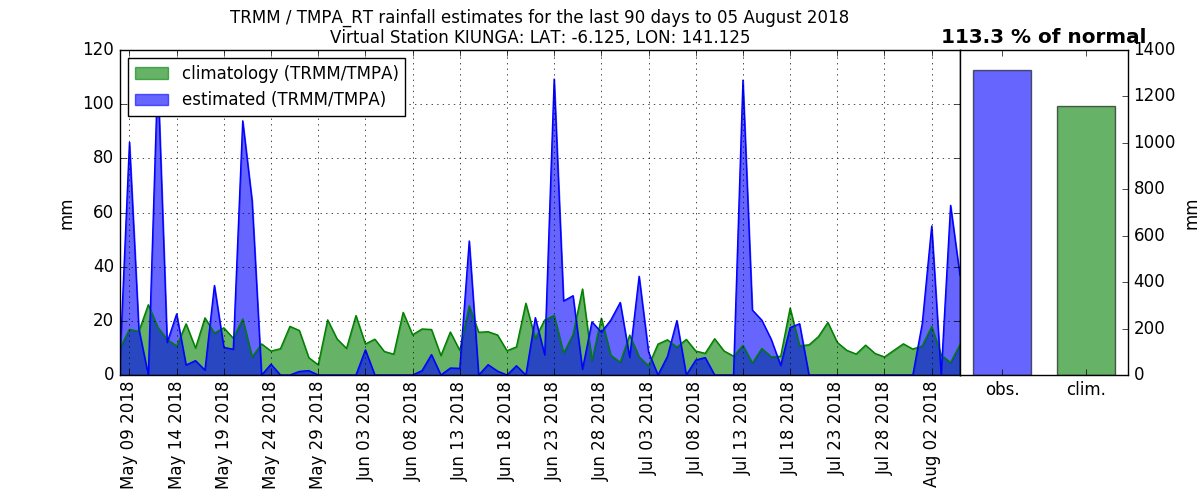 TRMM / TMPA_RT rainfall estimates for the last 90 days to 05 August 2018
Virtual Station KIUNGA: LAT: -6.125, LON: 141.125
113.3 % of normal
climatology (TRMM/TMPA)
estimated (TRMM/TMPA)
mm
120
100
80
60
40
20
0
May 09 2018
May 14 2018
May 19 2018
May 24 2018
May 29 2018
Jun 03 2018
Jun 08 2018
Jun 13 2018
Jun 18 2018
Jun 23 2018
Jun 28 2018
Jul 03 2018
Jul 08 2018
Jul 13 2018
Jul 18 2018
Jul 23 2018
Jul 28 2018
Aug 02 2018
obs.
clim.
1400
1200
1000
800
600
400
200
0
mm